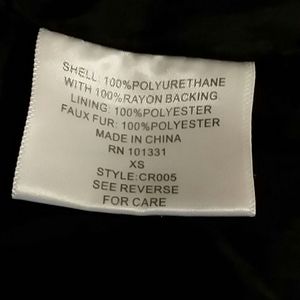 SHELL: 100%POLYURETHANE
WITH 100%RAYON BACKING
LINING: 100%POLYESTER
FAUX FUR: 100%POLYESTER
MADE IN CHINA
RN 101331
XS
STYLE:CR005
SEE REVERSE
FOR CARE